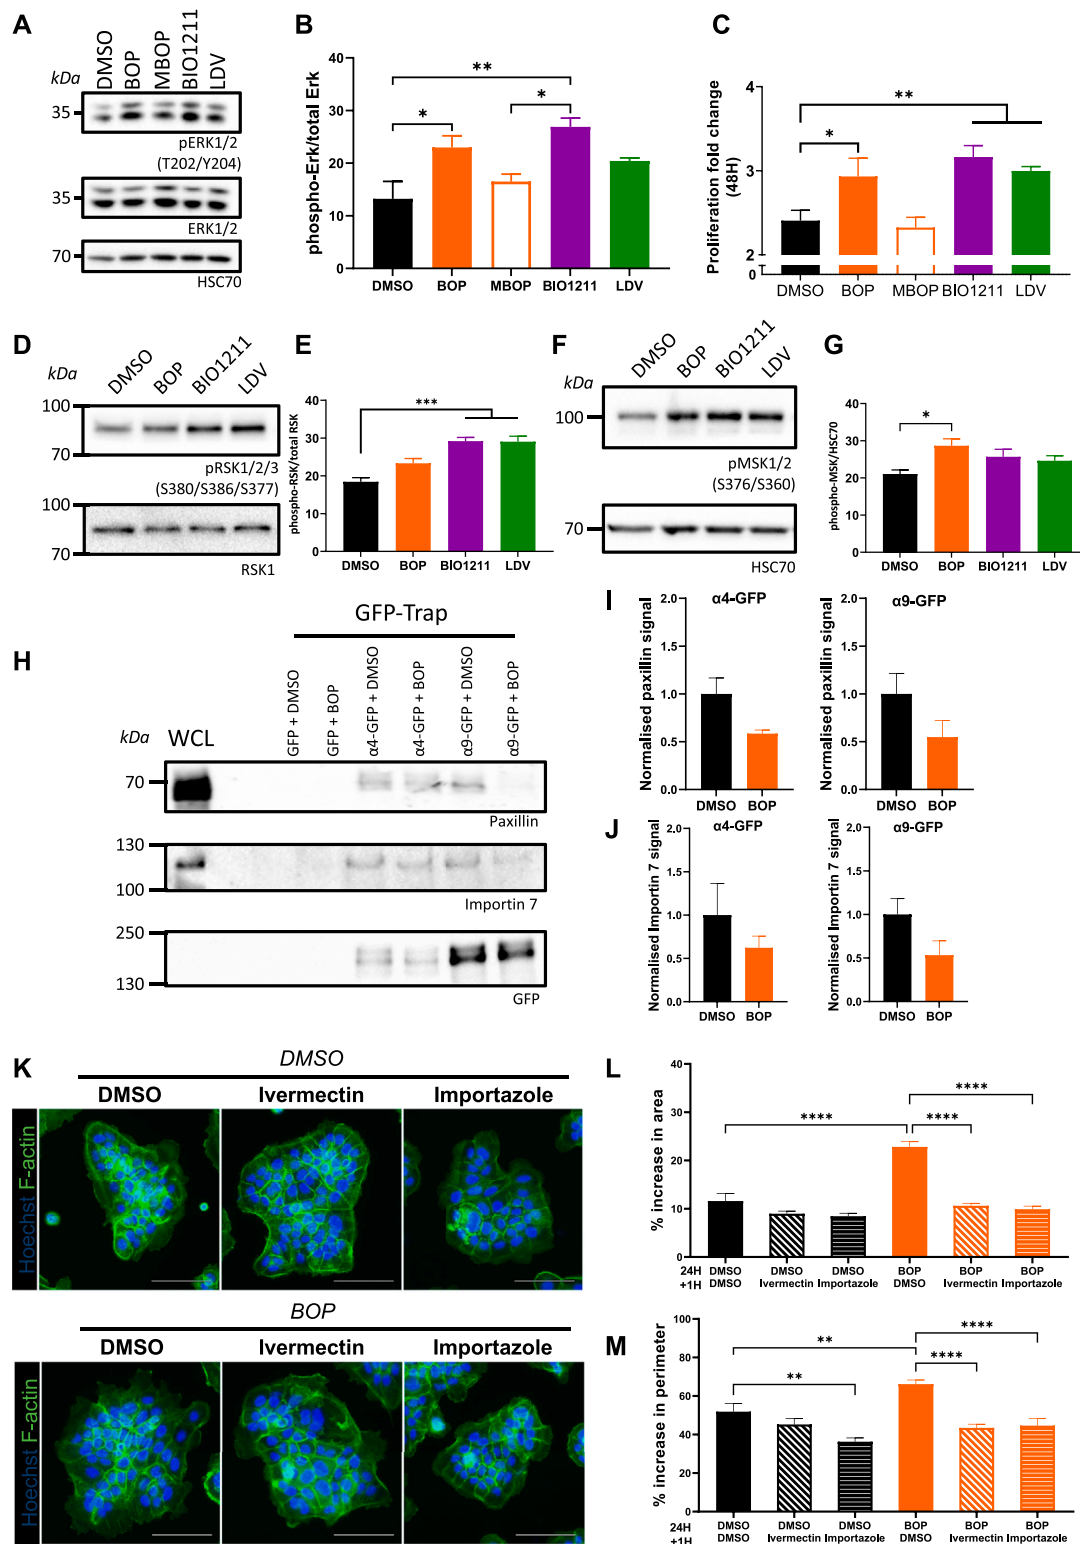 A
kDa
DMSO
BOP
MBOP
BIO1211
LDV
35
pERK1/2
(T202/Y204)
35
ERK1/2
70
HSC70
B
phospho-Erk/total Erk
40
30
20
10
0
**
*
*
DMSO BOP MBOP BIO1211 LDV
C
Proliferation fold change
(48H)
4
3
2
2
0
**
*
DMSO BOP MBOP BIO1211 LDV
D
kDa
DMSO
BOP
BIO1211
LDV
100
70
pRSK1/2/3
(S380/S386/S377)
100
70
RSK1
E
phospho-RSK/total RSK
40
30
20
10
0
***
DMSO BOP BIO1211 LDV
F
kDa
DMSO
BOP
BIO1211
LDV
100
pMSK1/2
(S376/S360)
70
HSC70
G
phospho-MSK/HSC70
40
30
20
10
0
*
DMSO BOP BIO1211 LDV
H
GFP-Trap
kDa
WCL
GFP + DMSO
GFP + BOP
α4-GFP + DMSO
α4-GFP + BOP
α9-GFP + DMSO
α9-GFP + BOP
70
Paxillin
130
100
Importin 7
250
130
GFP
I
α4-GFP
Normalised paxillin signal
2.0
1.5
1.0
0.5
0.0
DMSO BOP
α9-GFP
Normalised paxillin signal
2.0
1.5
1.0
0.5
0.0
DMSO BOP
J
α4-GFP
Normalised Importin 7 signal
2.0
1.5
1.0
0.5
0.0
DMSO BOP
α9-GFP
Normalised Importin 7 signal
2.0
1.5
1.0
0.5
0.0
DMSO BOP
K
DMSO
DMSO Ivermectin Importazole
Hoechst F-actin
BOP
DMSO Ivermectin Importazole
Hoechst F-actin
L
% increase in area
40
30
20
10
0
****
****
****
24H DMSO DMSO DMSO BOP BOP BOP
+1H DMSO Ivermectin Importazole DMSO Ivermectin Importazole
M
% increase in perimeter
100
80
60
40
20
0
****
**
****
**
24H DMSO DMSO DMSO BOP BOP BOP
+1H DMSO Ivermectin Importazole DMSO Ivermectin Importazole